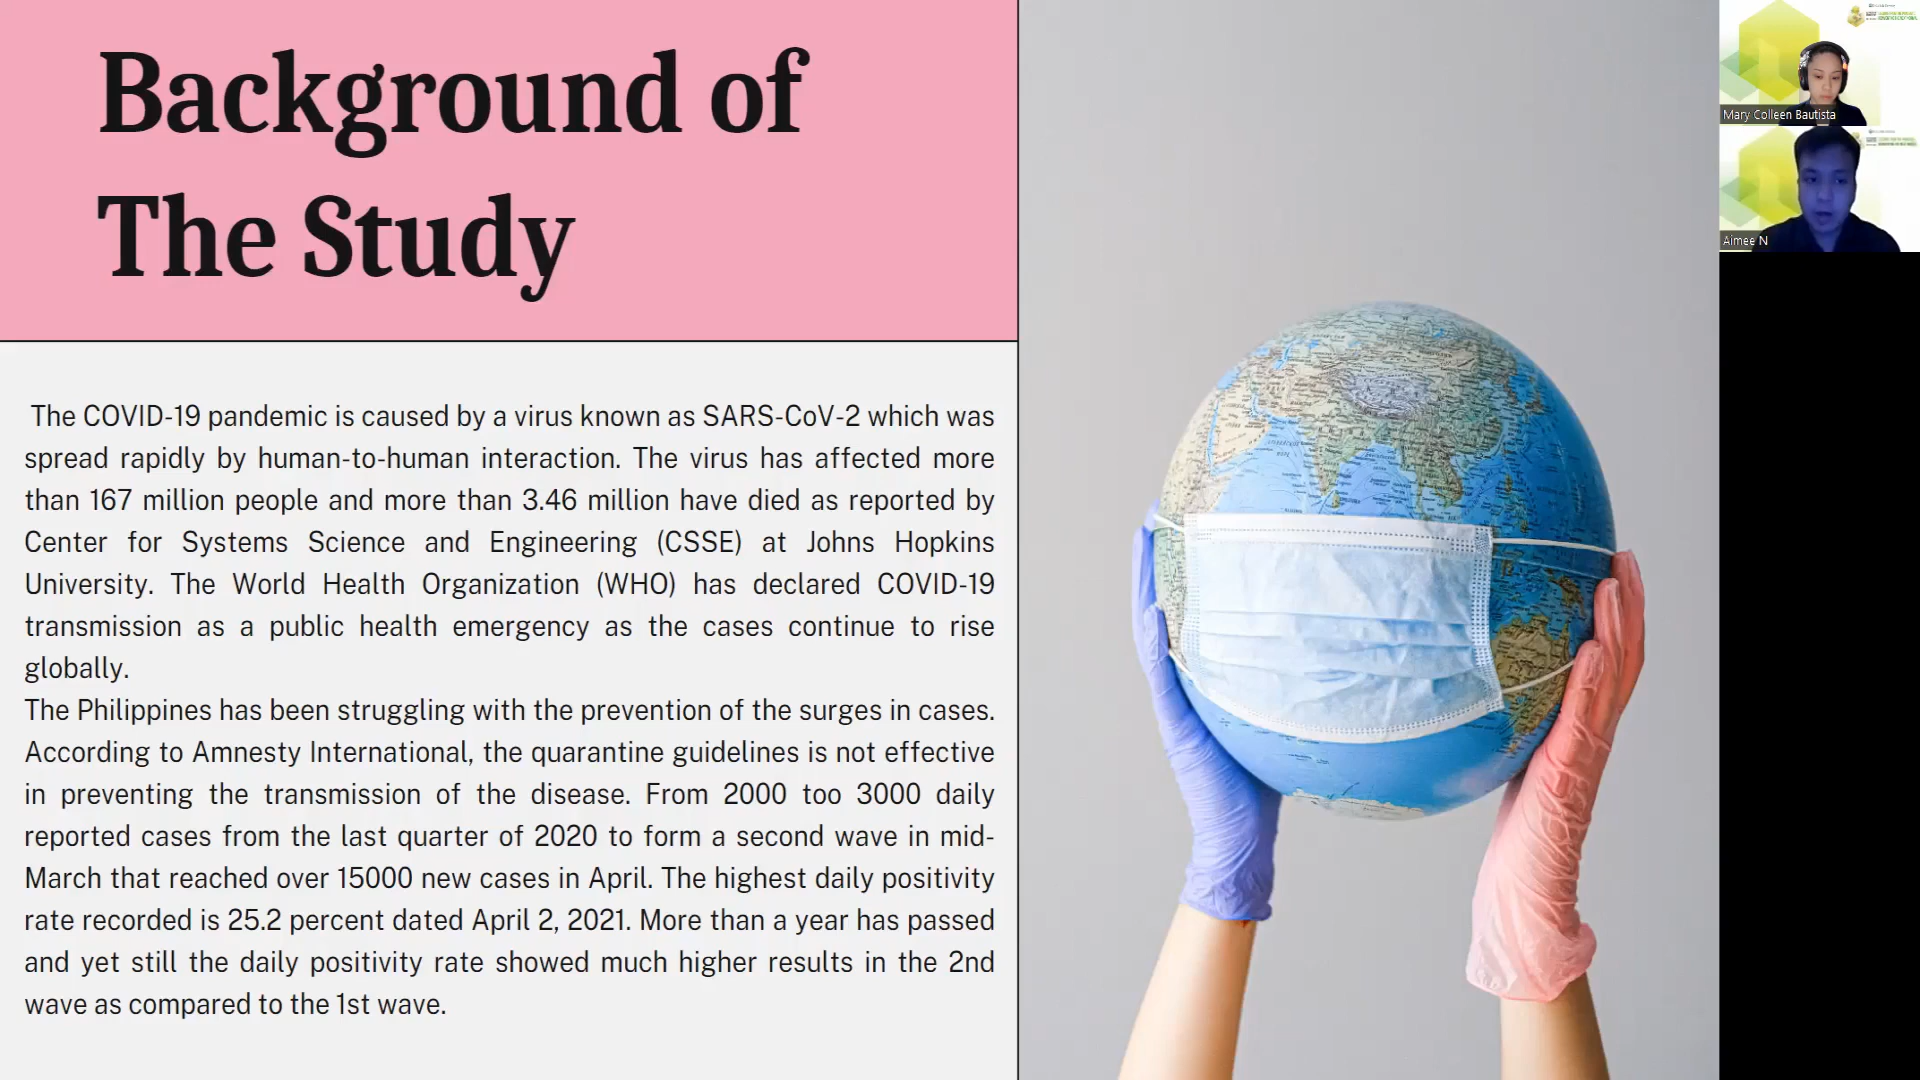 Background of
The Study
The COVID-19 pandemic is caused by a virus known as SARS-CoV-2 which was
spread rapidly by human-to-human interaction. The virus has affected more
than 167 million people and more than 3.46 million have died as reported by
Center for Systems Science and Engineering (CSSE) at Johns Hopkins
University. The World Health Organization (WHO) has declared COVID-19
transmission as a public health emergency as the cases continue to rise
globally.
The Philippines has been struggling with the prevention of the surges in cases.
According to Amnesty International, the quarantine guidelines is not effective
in preventing the transmission of the disease. From 2000 too 3000 daily
reported cases from the last quarter of 2020 to form a second wave in mid-
March that reached over 15000 new cases in April. The highest daily positivity
rate recorded is 25.2 percent dated April 2, 2021. More than a year has passed
and yet still the daily positivity rate showed much higher results in the 2nd
wave as compared to the 1st wave.
Mary Colleen Bautista
Aimee N